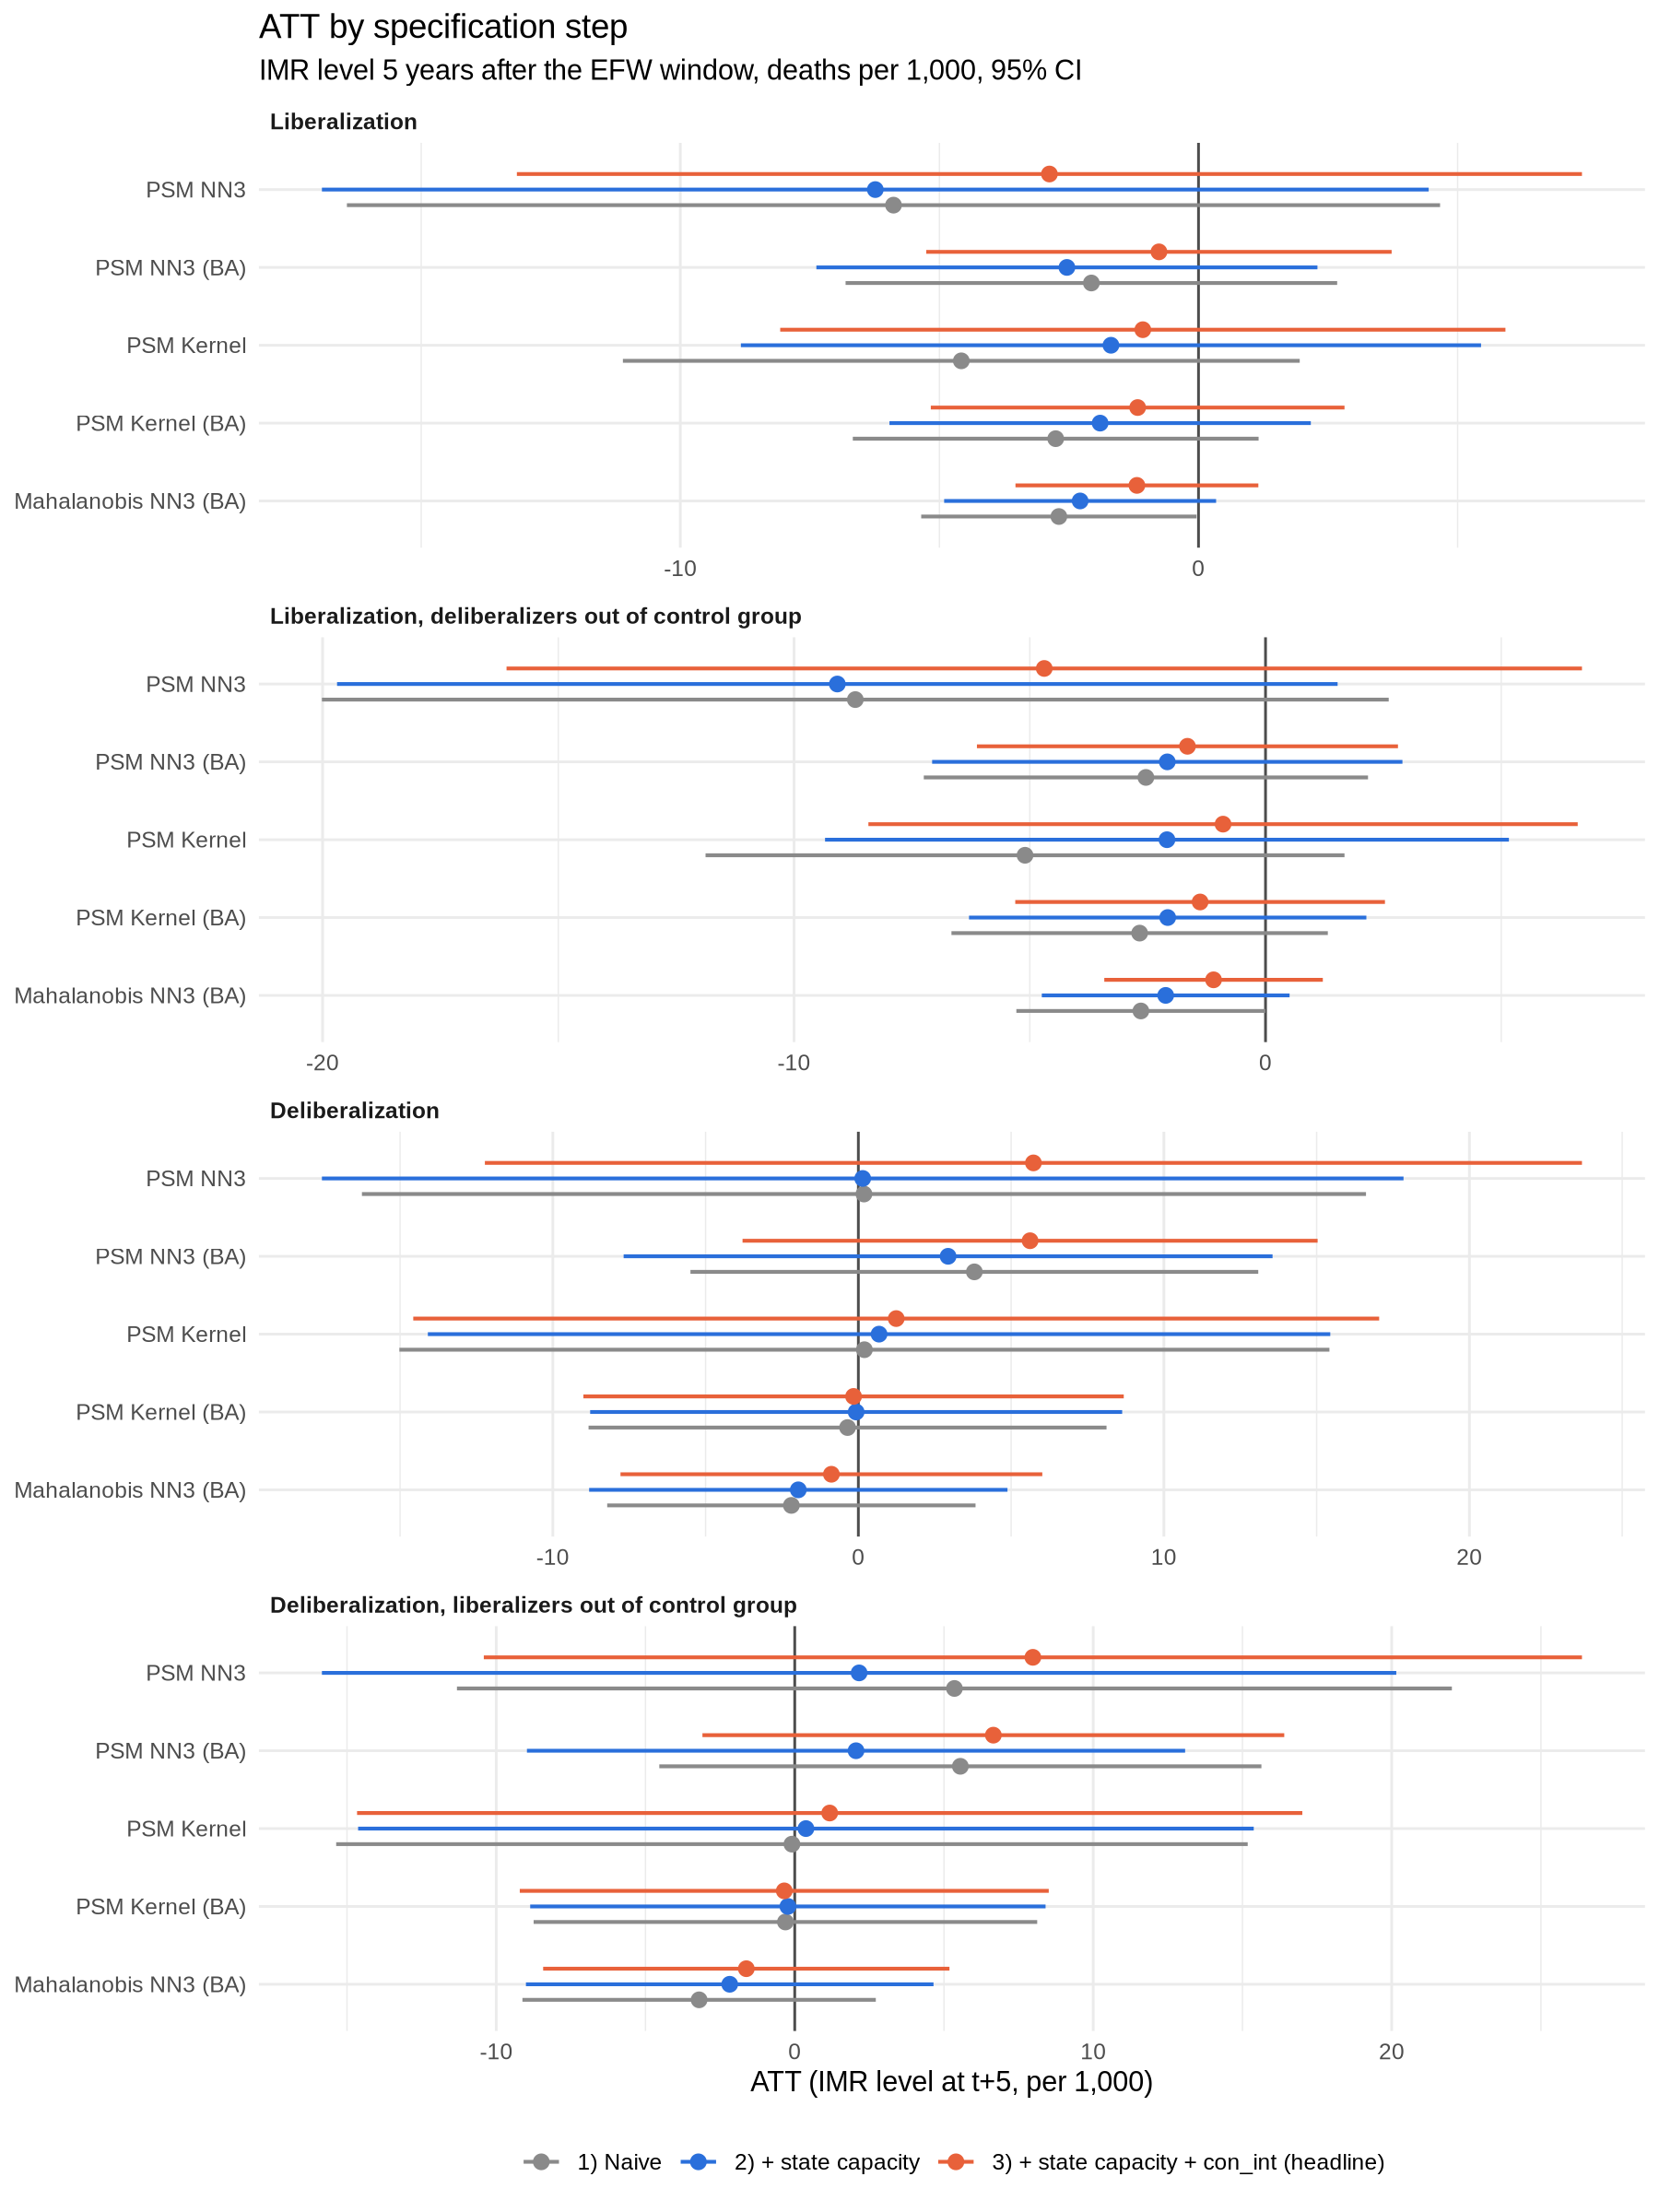 ATT by specification step
IMR level 5 years after the EFW window, deaths per 1,000, 95% CI
Liberalization
PSM NN3
PSM NN3 (BA)
PSM Kernel
PSM Kernel (BA)
Mahalanobis NN3 (BA)
-10 0
Liberalization, deliberalizers out of control group
PSM NN3
PSM NN3 (BA)
PSM Kernel
PSM Kernel (BA)
Mahalanobis NN3 (BA)
-20 -10 0
Deliberalization
PSM NN3
PSM NN3 (BA)
PSM Kernel
PSM Kernel (BA)
Mahalanobis NN3 (BA)
-10 0 10 20
Deliberalization, liberalizers out of control group
PSM NN3
PSM NN3 (BA)
PSM Kernel
PSM Kernel (BA)
Mahalanobis NN3 (BA)
-10 0 10 20
ATT (IMR level at t+5, per 1,000)
1) Naive 2) + state capacity 3) + state capacity + con_int (headline)